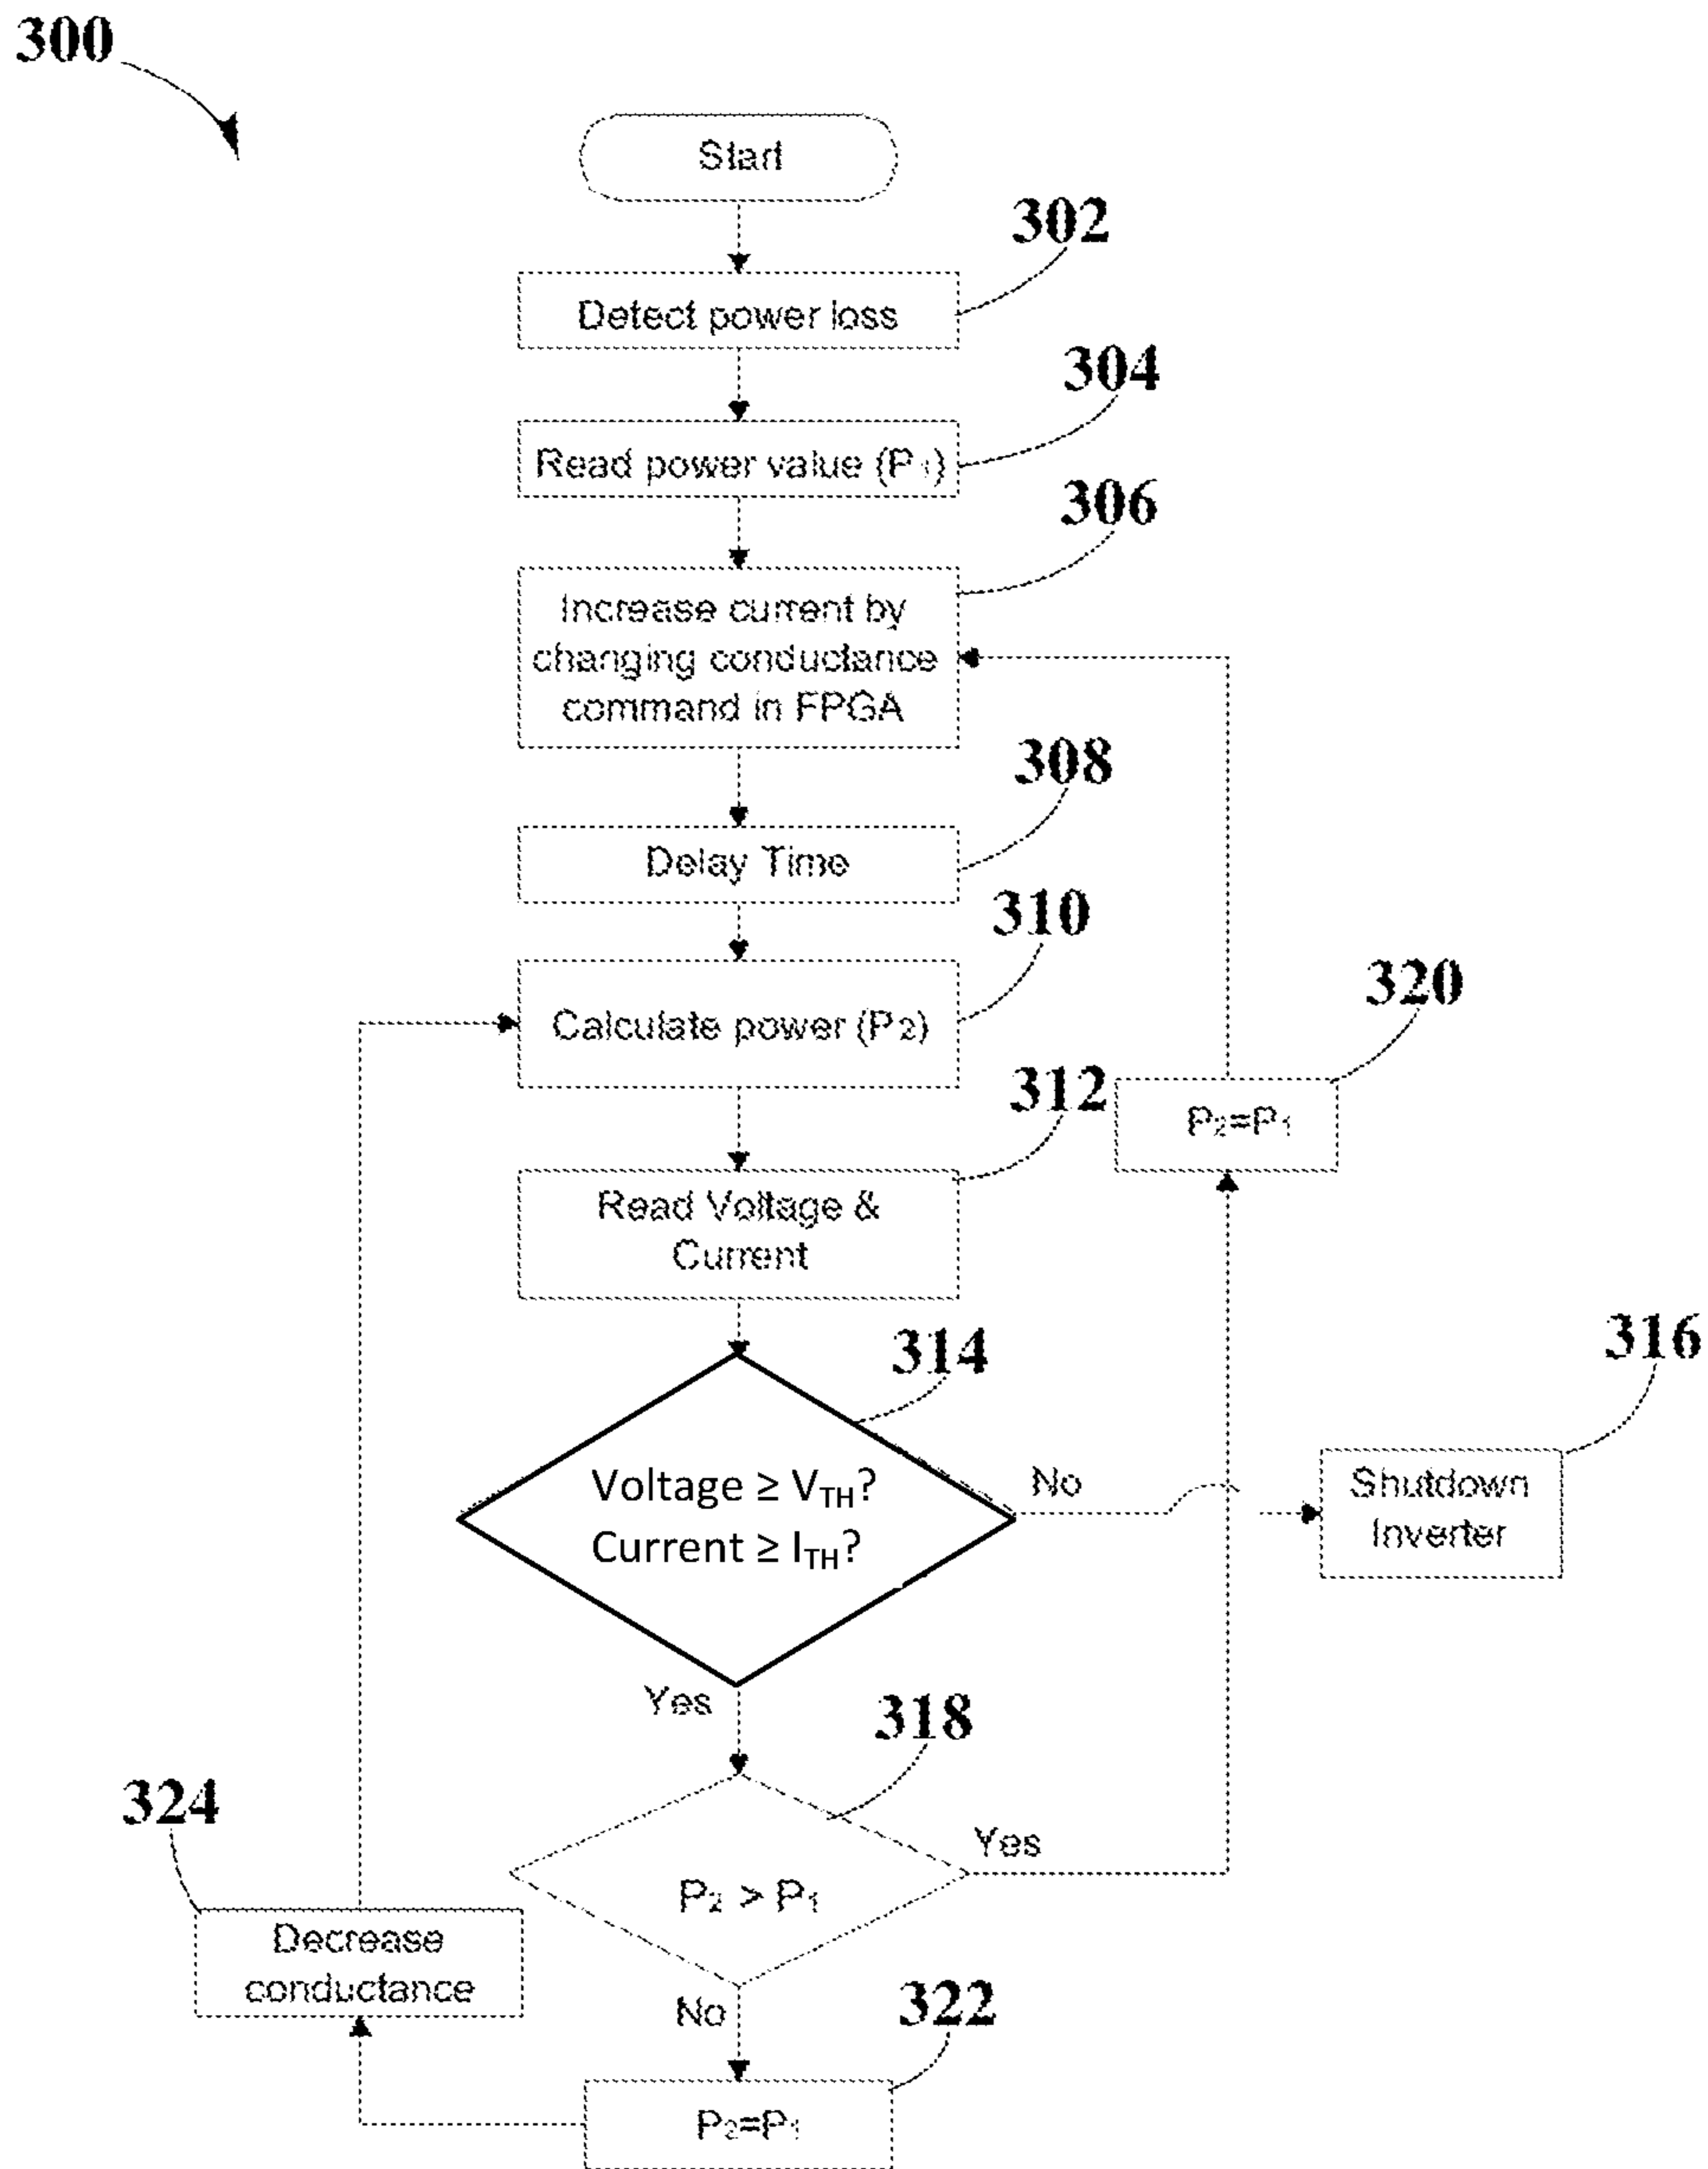 300
Start
302
Detect power loss
304
Read power value (P1)
306
Increase current by
changing conductance
command in FPGA
308
Delay Time
310
Calculate power (P2)
320
312
P2=P1
Read Voltage &
Current
314
316
Voltage ≥ VTH?
Current ≥ ITH?
No
Shutdown
Inverter
Yes
318
324
Yes
P2 > P1
Decrease
conductance
No
322
P2=P1